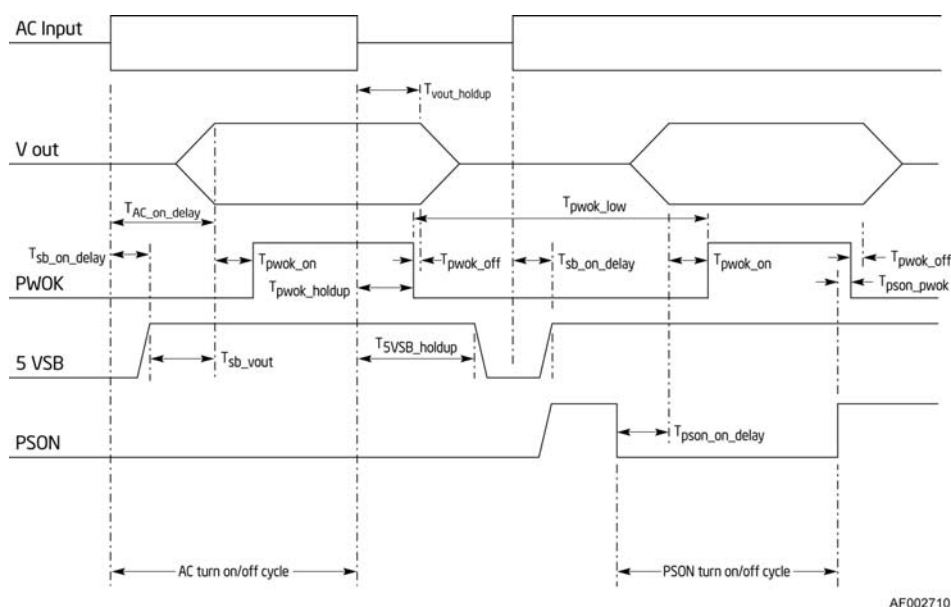 AC Input
Tvout_holdup
V out
TAC_on_delay
Tpwok_low
Tsb_on_delay
Tpwok_on
Tpwok_off
Tsb_on_delay
Tpwok_on
Tpwok_off
PWOK
Tpwok_holdup
Tpson_pwok
5 VSB
Tsb_vout
T5VSB_holdup
PSON
Tpson_on_delay
AC turn on/off cycle
PSON turn on/off cycle
AF002710